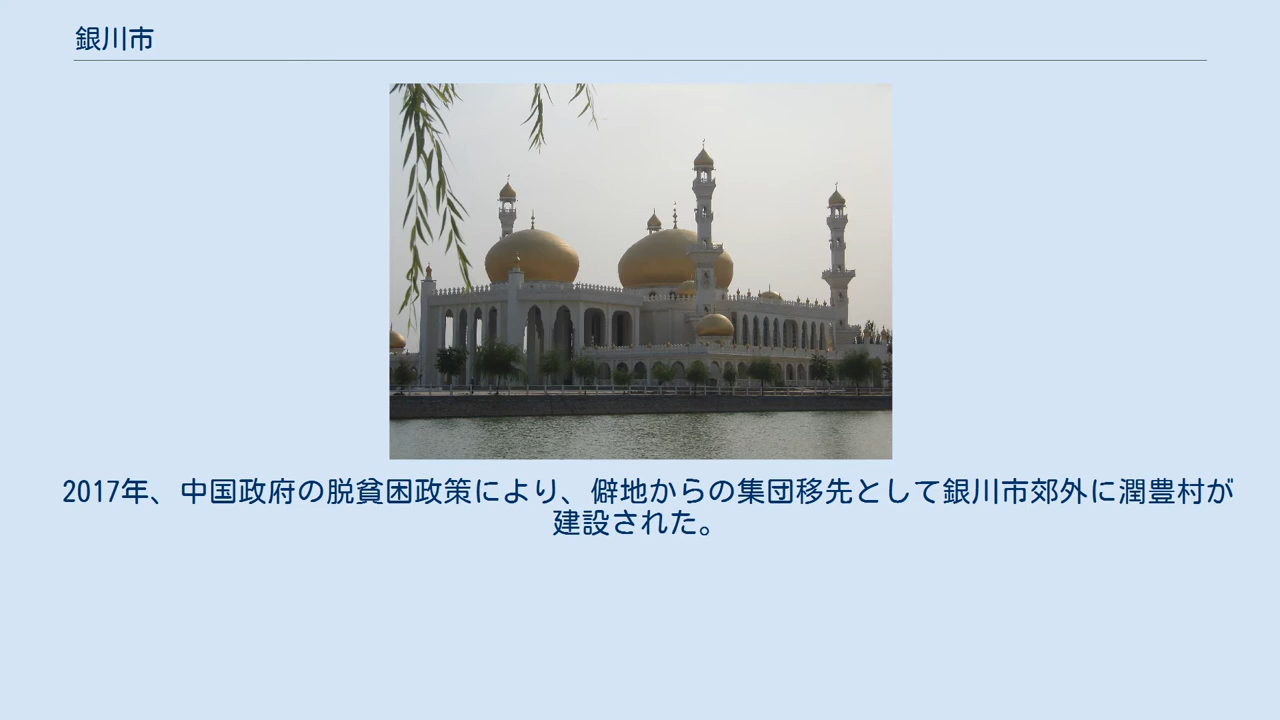 銀川市
2017年、中国政府の脱貧困政策により、僻地からの集団移先として銀川市郊外に潤豊村が
建設された。